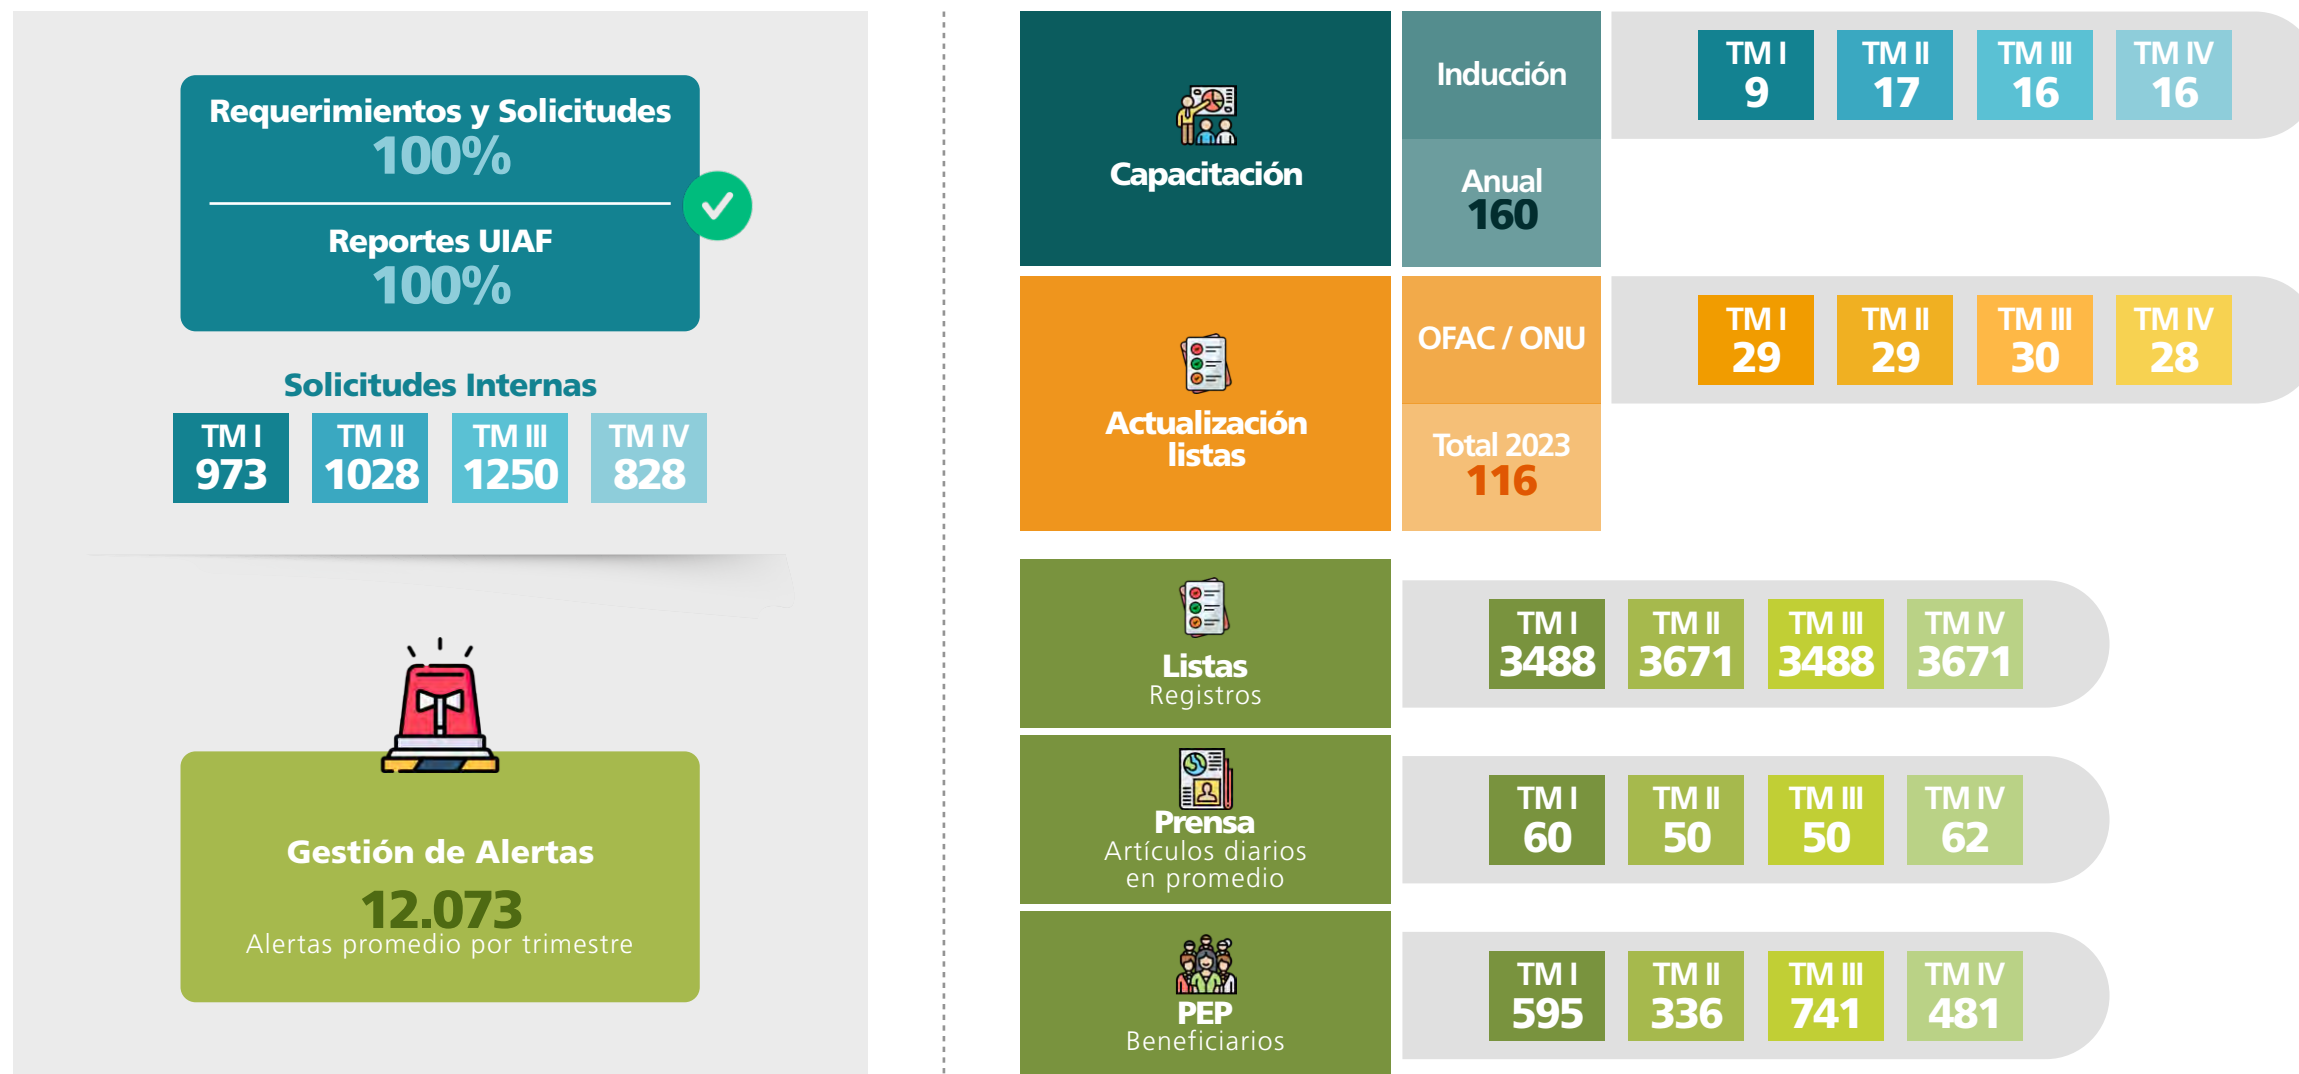 Requerimientos y Solicitudes
100%
Reportes UIAF
100%
Solicitudes Internas
TM I TM II TM III TM IV
973 1028 1250 828
Gestión de Alertas
12.073
Alertas promedio por trimestre
Capacitación
Inducción
TM I TM II TM III TM IV
9 17 16 16
Anual
160
Actualización
listas
OFAC / ONU
TM I TM II TM III TM IV
29 29 30 28
Total 2023
116
Listas
Registros
TM I TM II TM III TM IV
3488 3671 3488 3671
Prensa
Artículos diarios
en promedio
TM I TM II TM III TM IV
60 50 50 62
PEP
Beneficiarios
TM I TM II TM III TM IV
595 336 741 481